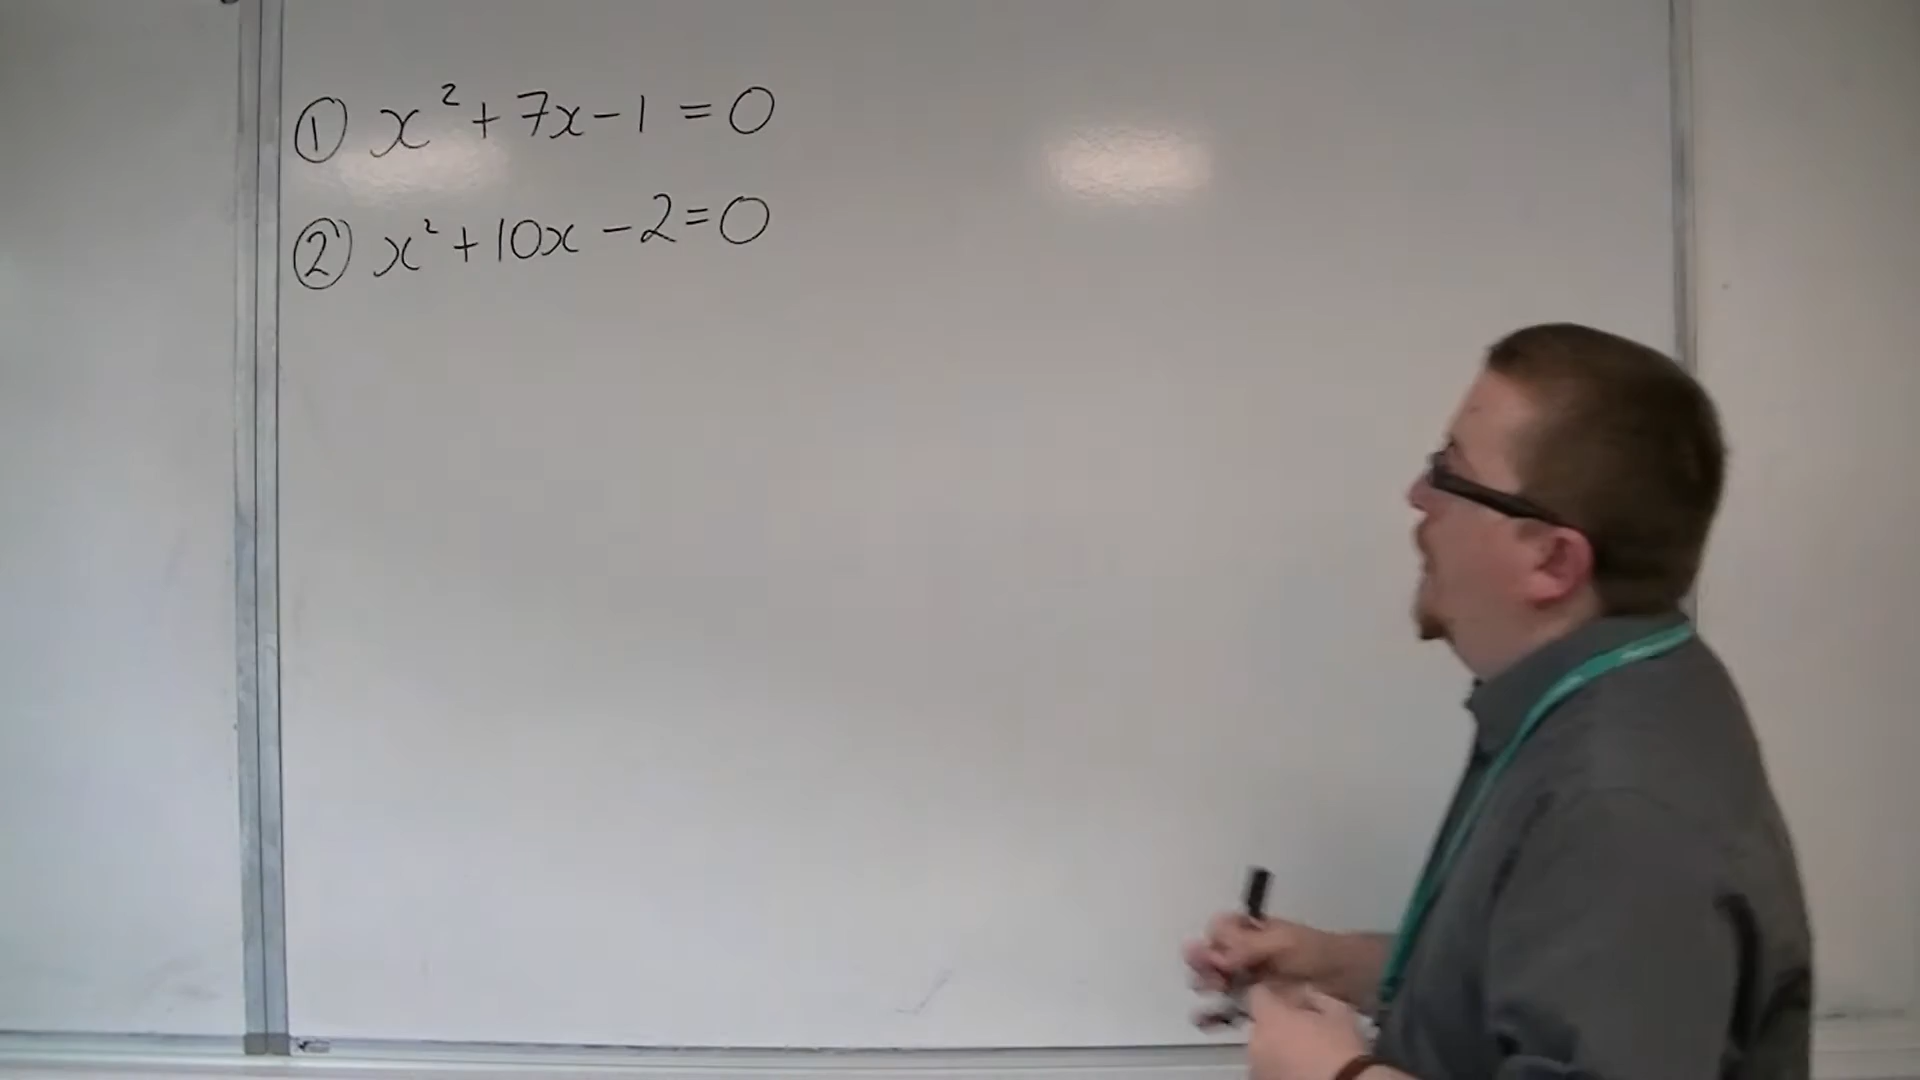 ① x² + 7x - 1 = 0
② x² + 10x - 2 = 0